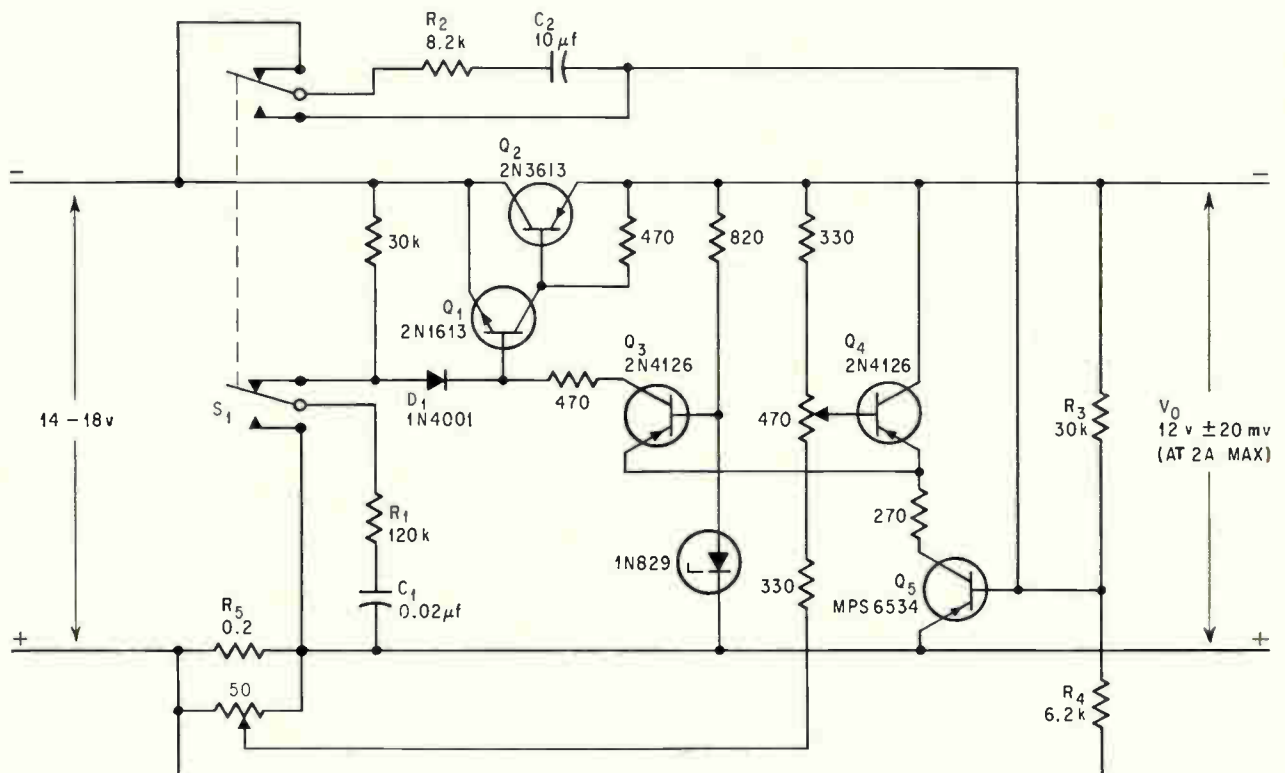 R2
8.2k
C2
10 μf
Q2
2N3613
−
−
30k
470
820
330
Q1
2N1613
Q3
2N4126
Q4
2N4126
14 – 18v
S1
D1
1N4001
470
470
R3
30k
V0
12 v ± 20 mv
(AT 2A MAX)
R1
120k
270
1N829
330
Q5
MPS6534
C1
0.02μf
R5
0.2
+
+
50
R4
6.2k